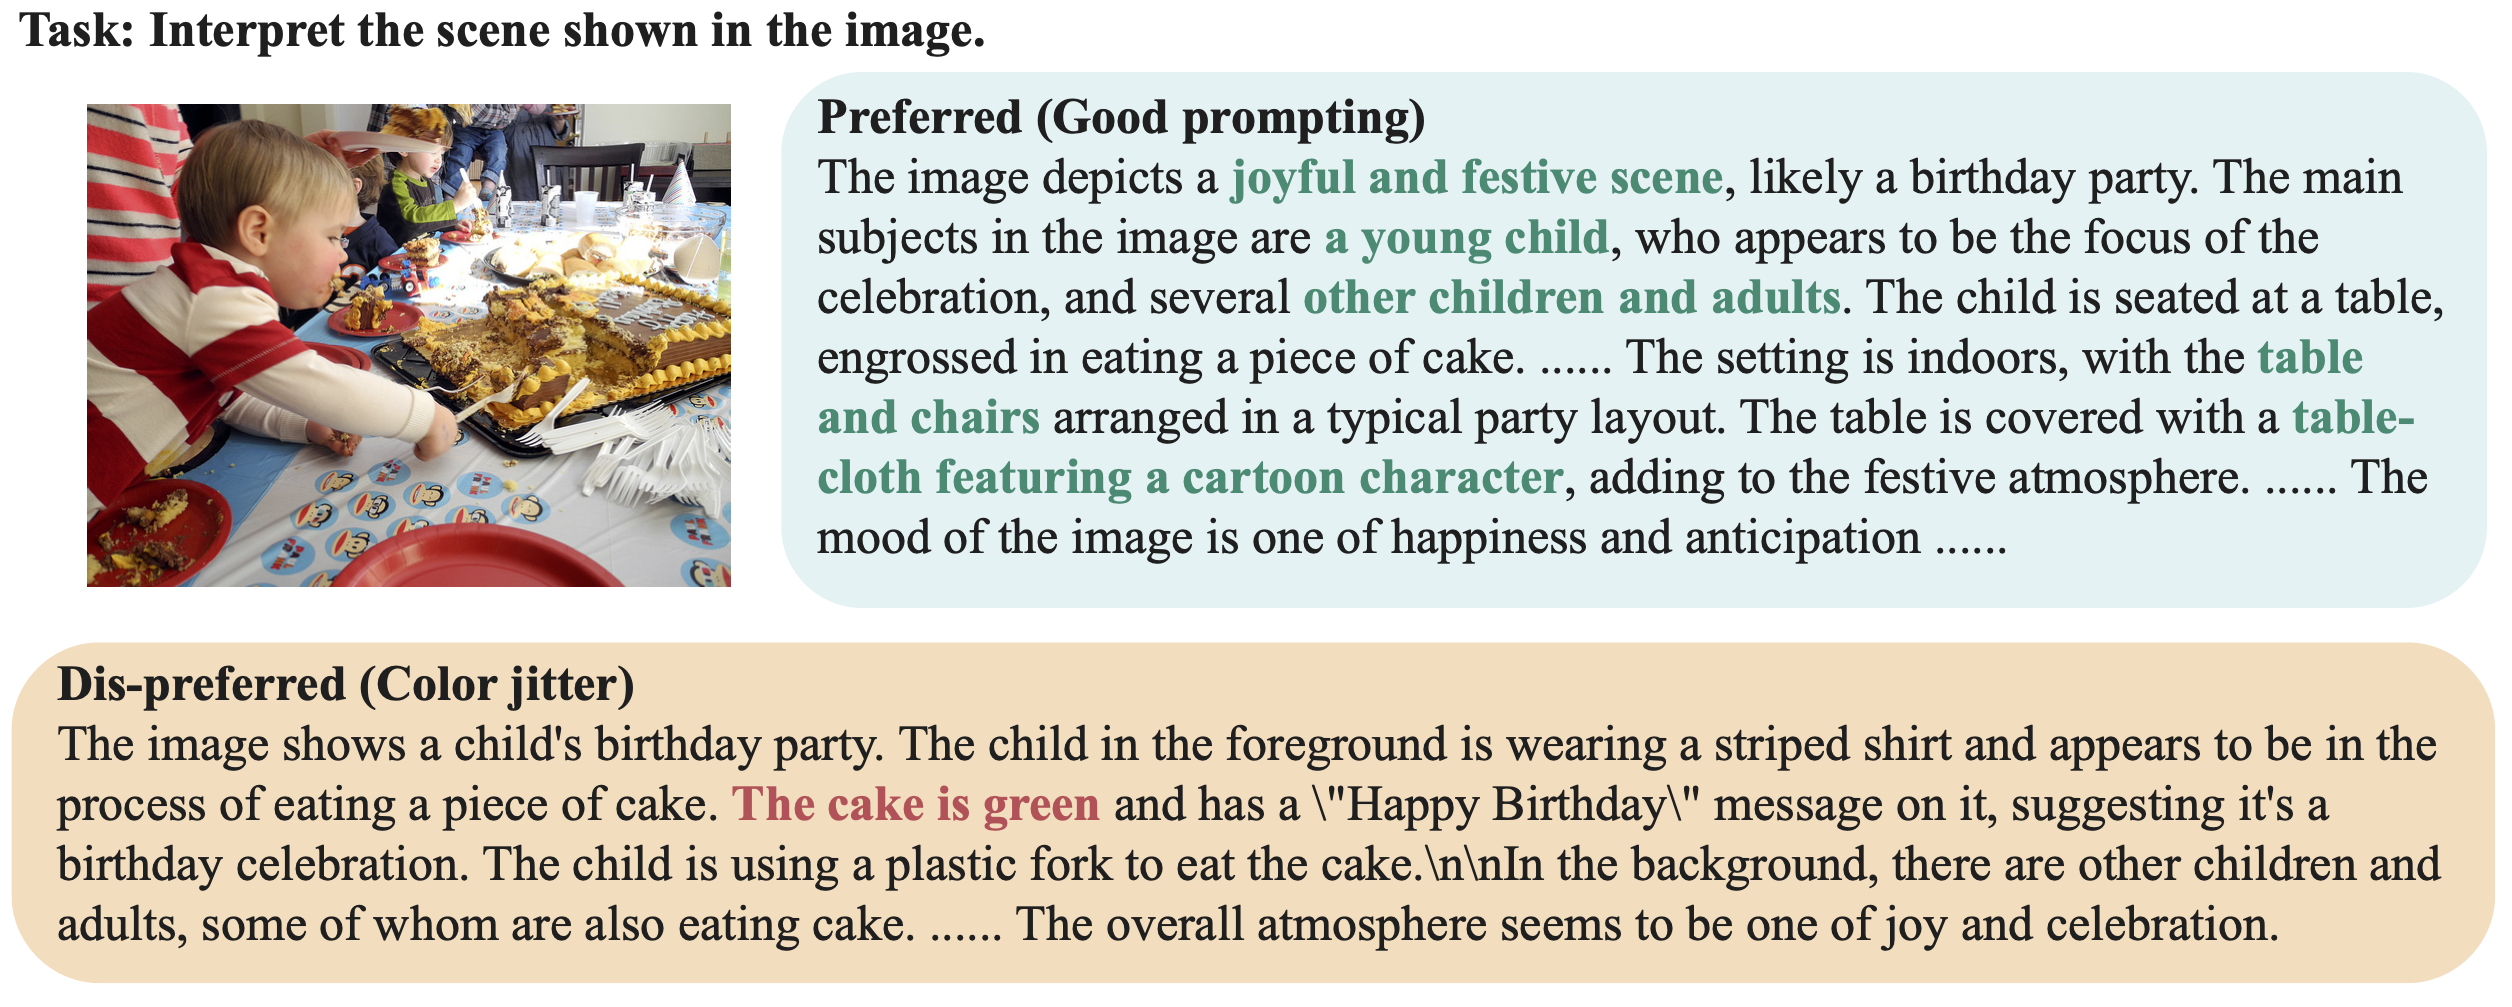 Task: Interpret the scene shown in the image.
Preferred (Good prompting)
The image depicts a joyful and festive scene, likely a birthday party. The main
subjects in the image are a young child, who appears to be the focus of the
celebration, and several other children and adults. The child is seated at a table,
engrossed in eating a piece of cake. ...... The setting is indoors, with the table
and chairs arranged in a typical party layout. The table is covered with a table-
cloth featuring a cartoon character, adding to the festive atmosphere. ...... The
mood of the image is one of happiness and anticipation ......
Dis-preferred (Color jitter)
The image shows a child's birthday party. The child in the foreground is wearing a striped shirt and appears to be in the
process of eating a piece of cake. The cake is green and has a \"Happy Birthday\" message on it, suggesting it's a
birthday celebration. The child is using a plastic fork to eat the cake.\n\nIn the background, there are other children and
adults, some of whom are also eating cake. ...... The overall atmosphere seems to be one of joy and celebration.